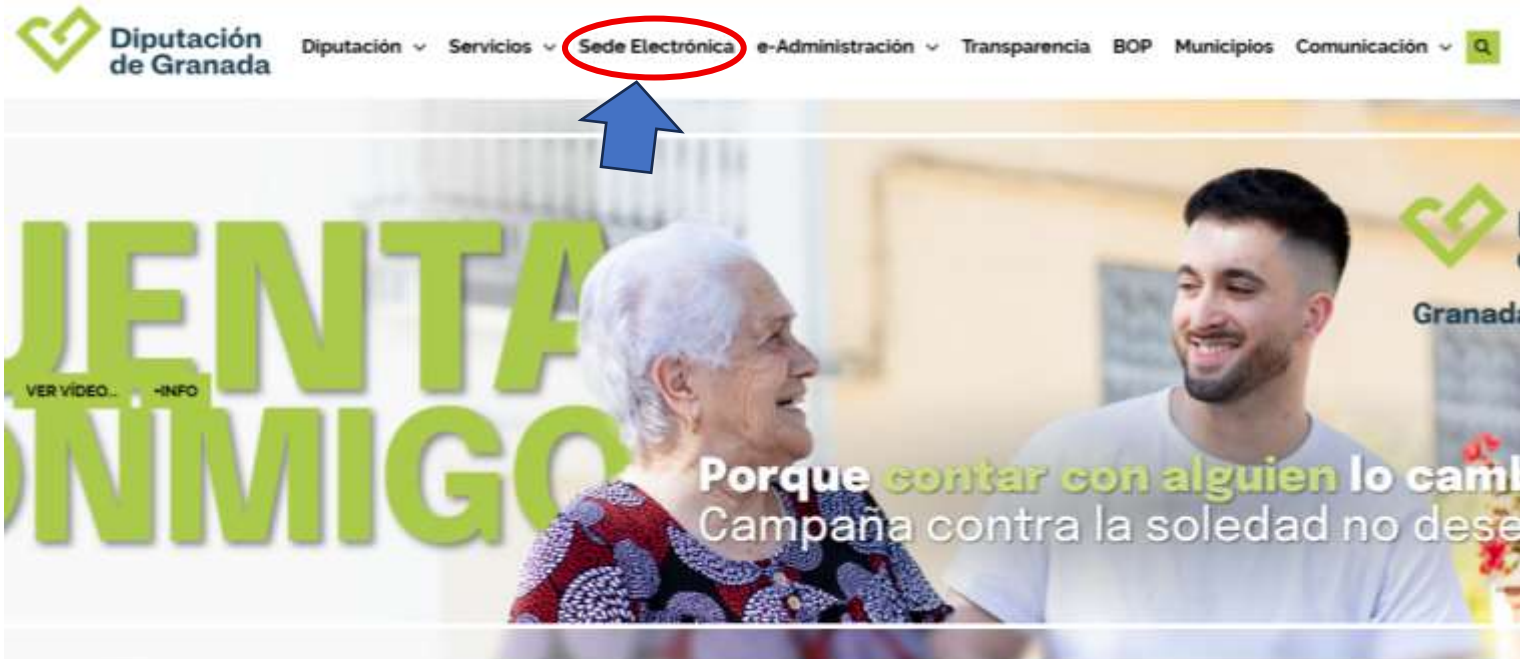 Diputación
de Granada
Diputación Servicios Sede Electrónica e-Administración Transparencia BOP Municipios Comunicación
UENTA
ONMIGO
VER VÍDEO... +INFO
Granada
Porque contar con alguien lo camb
Campaña contra la soledad no dese